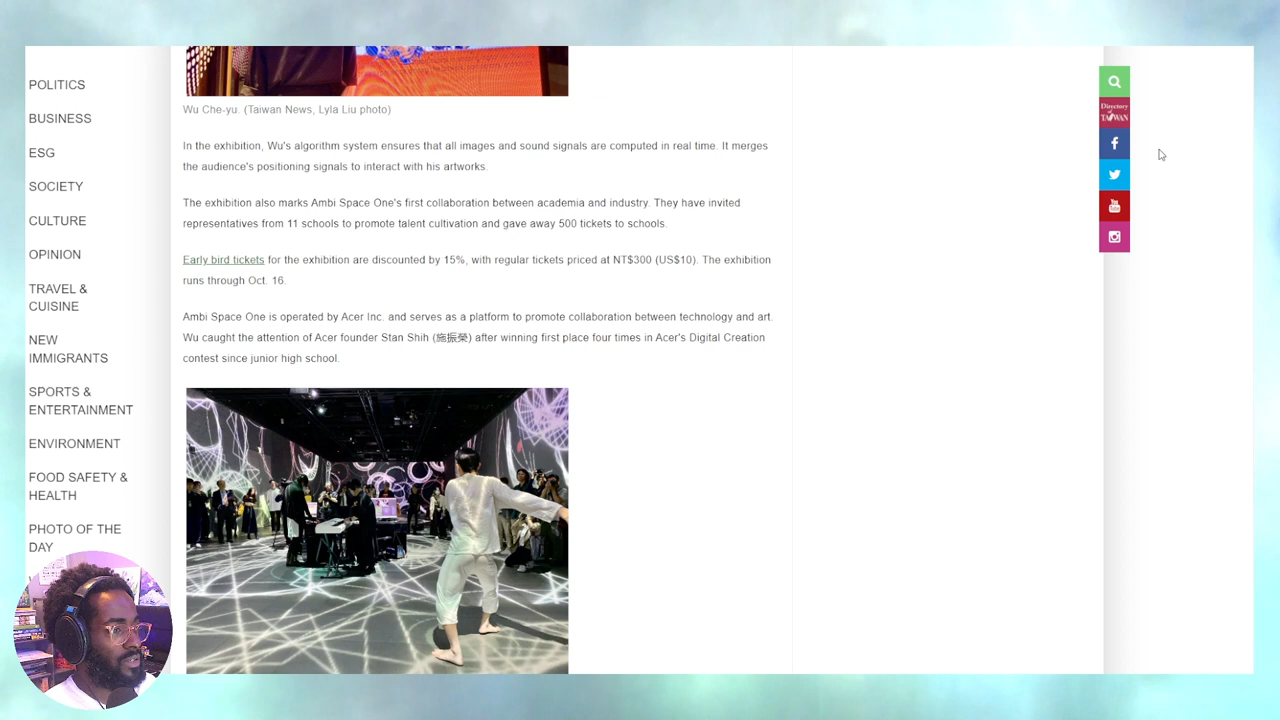 POLITICS
BUSINESS
ESG
SOCIETY
CULTURE
OPINION
TRAVEL &
CUISINE
NEW
IMMIGRANTS
SPORTS &
ENTERTAINMENT
ENVIRONMENT
FOOD SAFETY &
HEALTH
PHOTO OF THE
DAY
Wu Che-yu. (Taiwan News, Lyla Liu photo)
In the exhibition, Wu's algorithm system ensures that all images and sound signals are computed in real time. It merges
the audience's positioning signals to interact with his artworks.
The exhibition also marks Ambi Space One's first collaboration between academia and industry. They have invited
representatives from 11 schools to promote talent cultivation and gave away 500 tickets to schools.
Early bird tickets for the exhibition are discounted by 15%, with regular tickets priced at NT$300 (US$10). The exhibition
runs through Oct. 16.
Ambi Space One is operated by Acer Inc. and serves as a platform to promote collaboration between technology and art.
Wu caught the attention of Acer founder Stan Shih (施振榮) after winning first place four times in Acer's Digital Creation
contest since junior high school.
Directory
of
TAIWAN
You